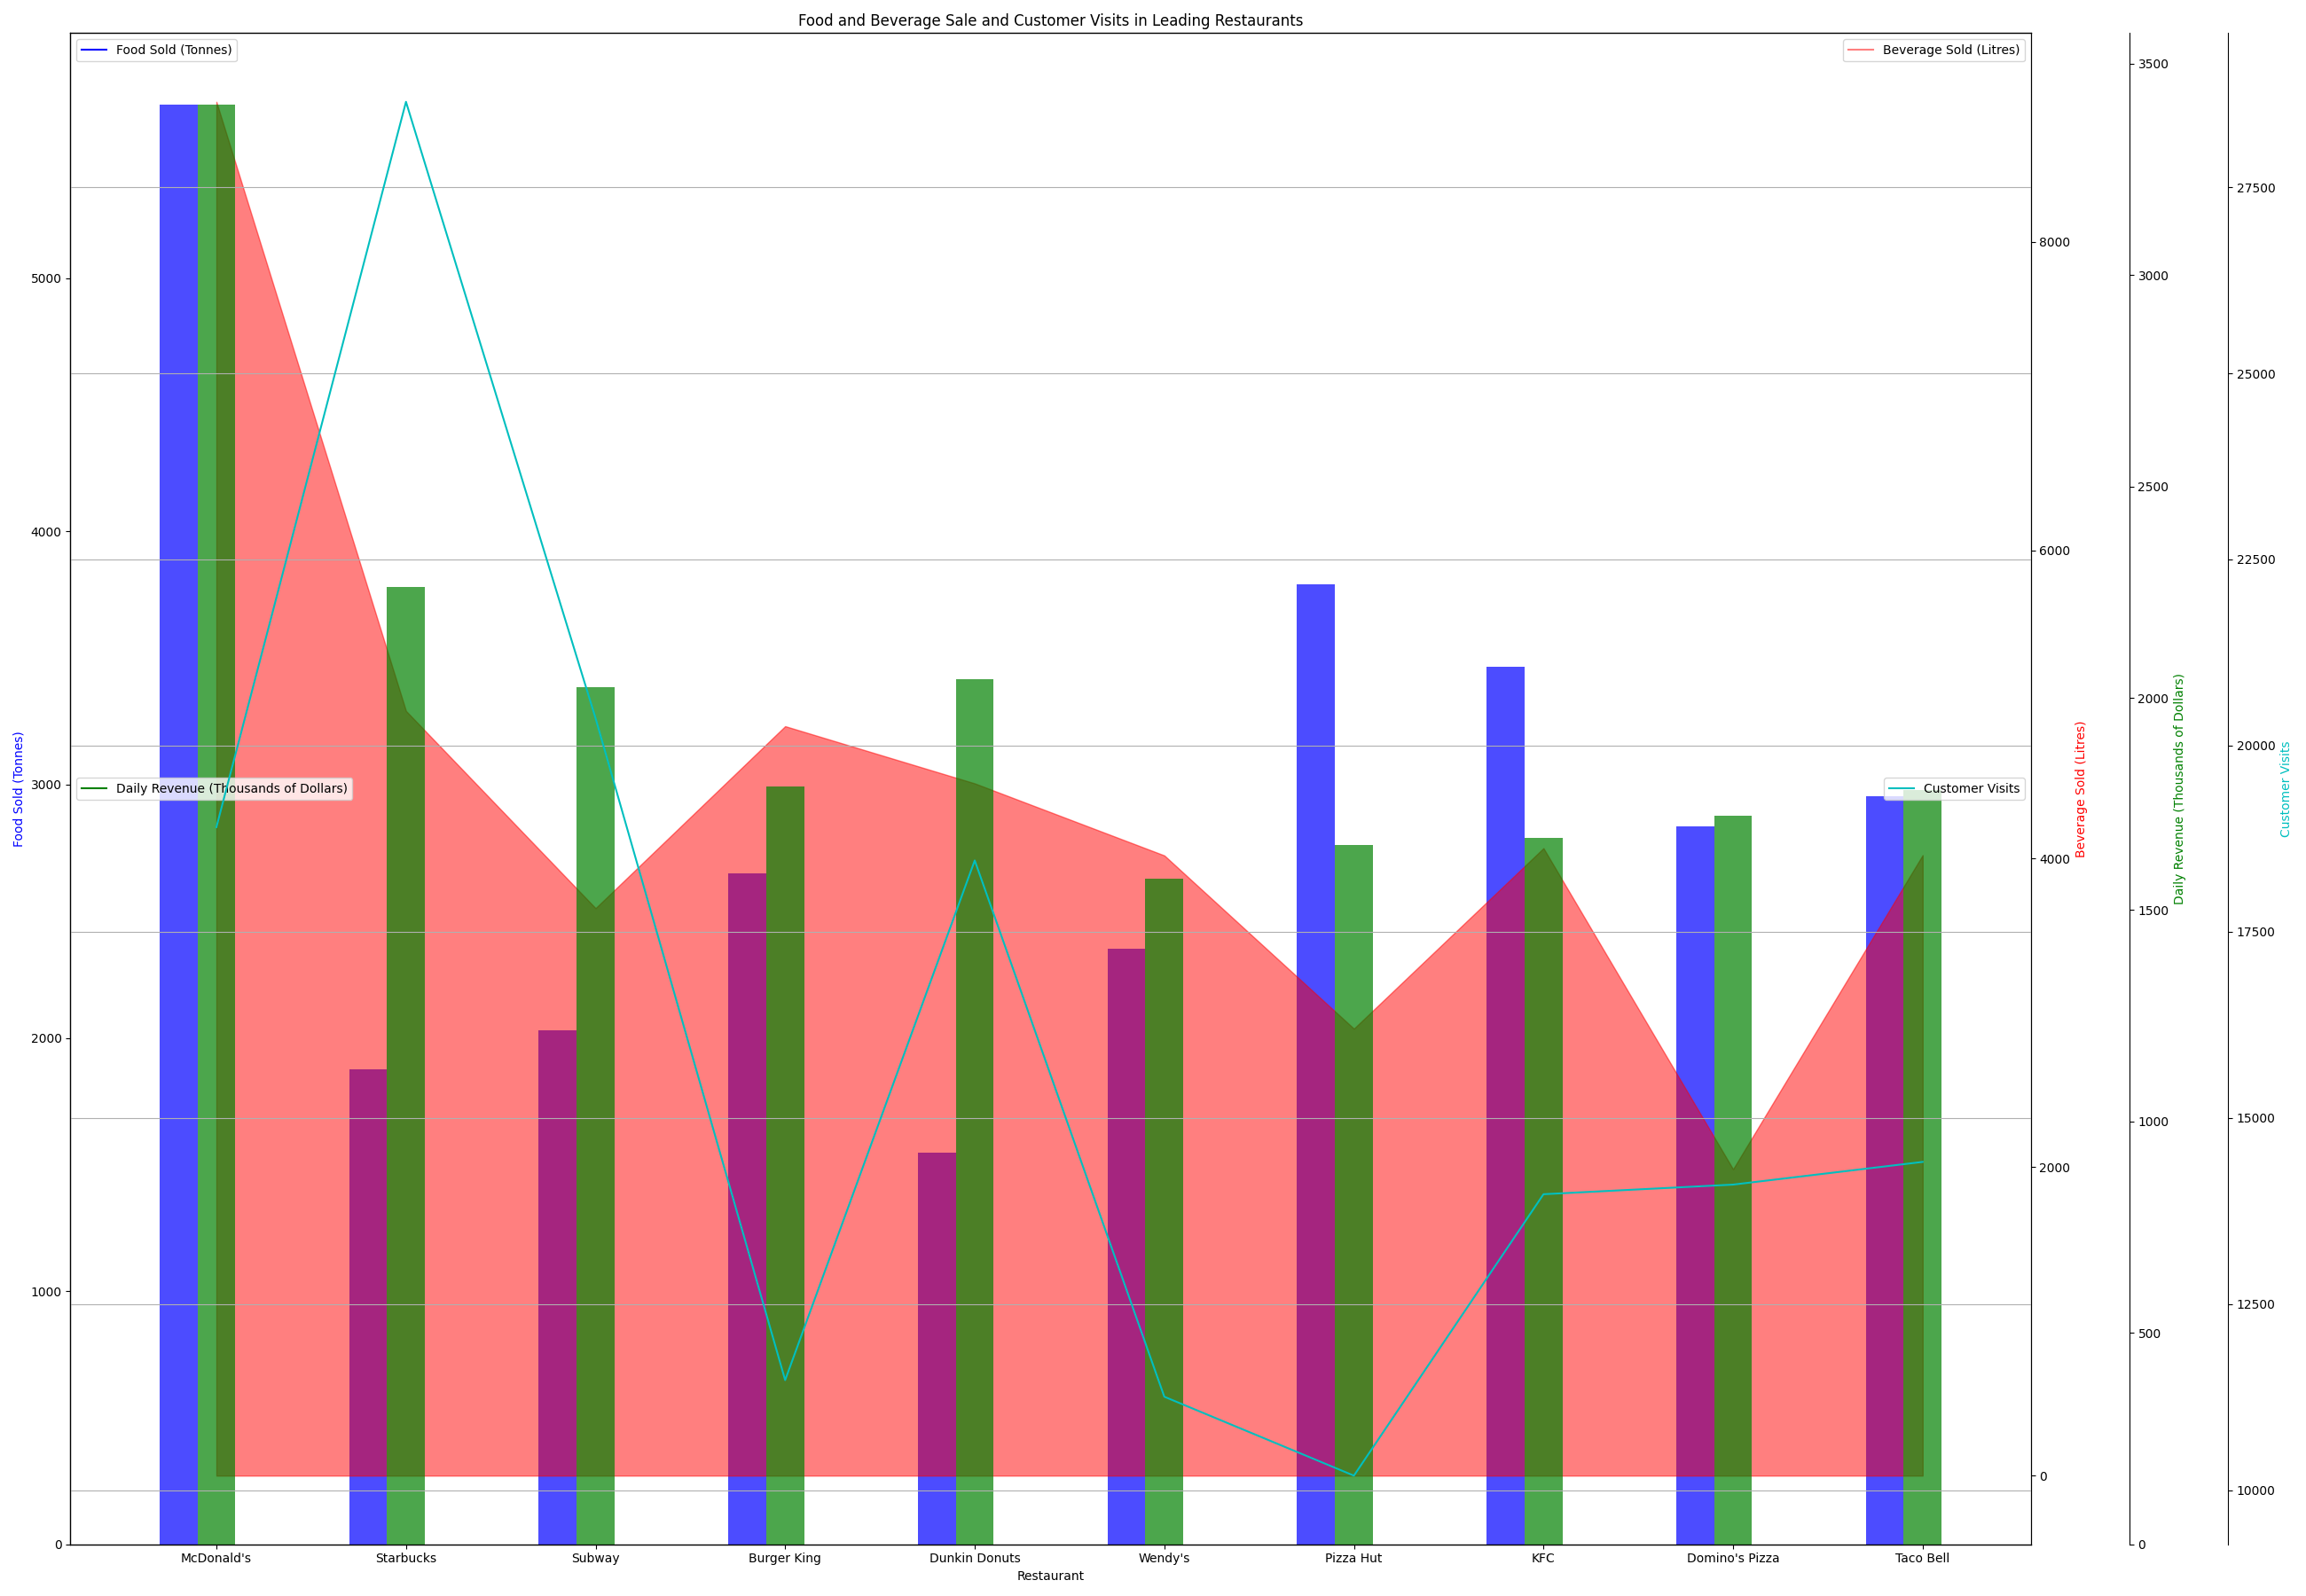 Food and Beverage Sale and Customer Visits in Leading Restaurants
Food Sold (Tonnes)
Beverage Sold (Litres)
Daily Revenue (Thousands of Dollars)
Customer Visits
Food Sold (Tonnes)
5000
4000
3000
2000
1000
0
8000
6000
4000
2000
0
Beverage Sold (Litres)
3500
3000
2500
2000
1500
1000
500
0
Daily Revenue (Thousands of Dollars)
27500
25000
22500
20000
17500
15000
12500
10000
Customer Visits
McDonald's
Starbucks
Subway
Burger King
Dunkin Donuts
Wendy's
Pizza Hut
KFC
Domino's Pizza
Taco Bell
Restaurant